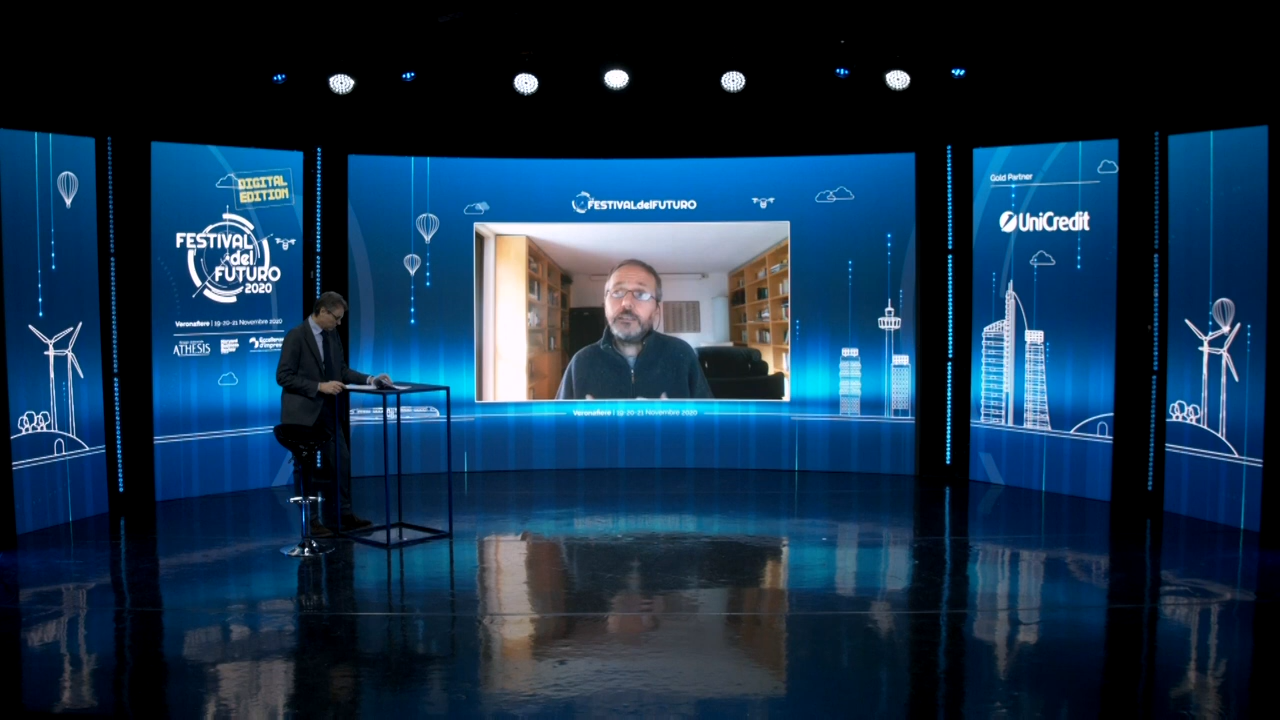 DIGITAL
EDITION
FESTIVAL
del
FUTURO
2020
Veronafiere | 19-20-21 Novembre 2020
ATHESIS
FESTIVALdelFUTURO
Veronafiere | 19-20-21 Novembre 2020
Gold Partner
UniCredit